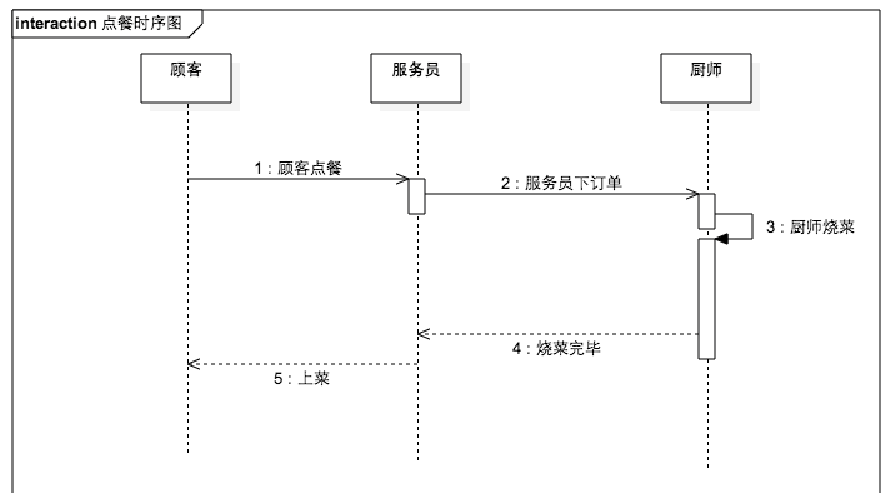 interaction 点餐时序图
顾客
服务员
厨师
1 : 顾客点餐
2 : 服务员下订单
3 : 厨师烧菜
4 : 烧菜完毕
5 : 上菜